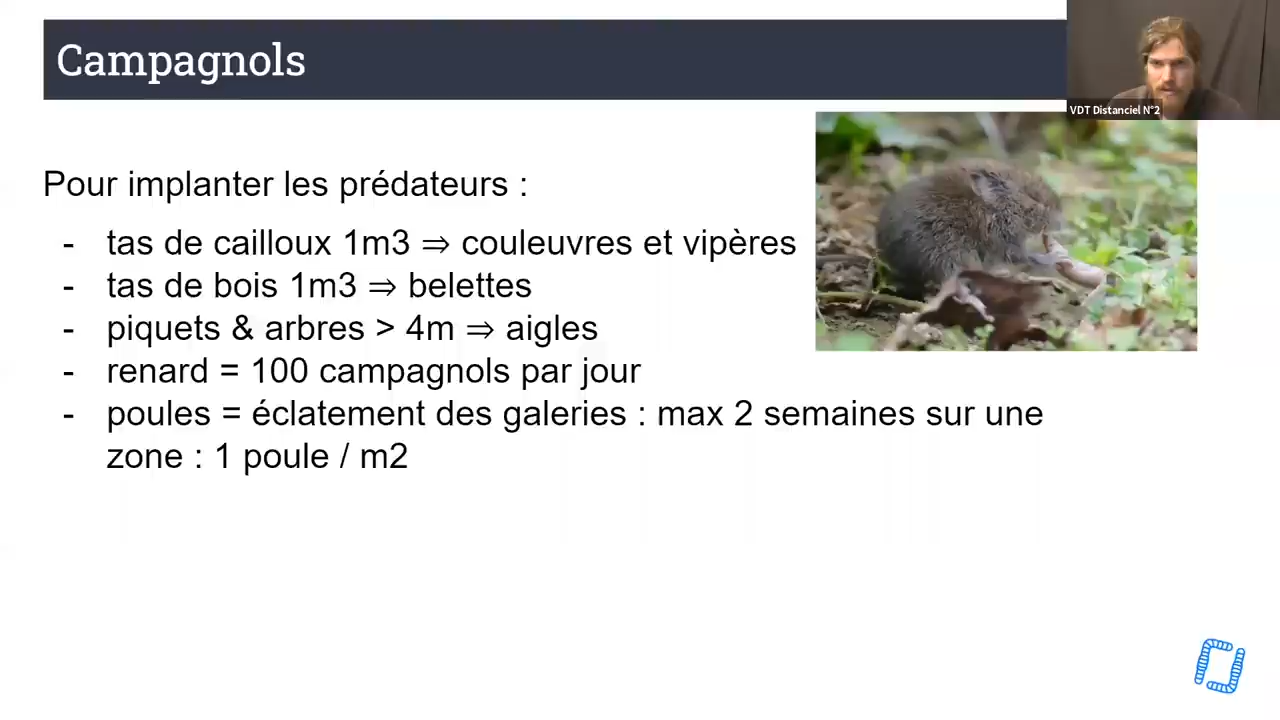 Campagnols
VDT Distanciel N°2
Pour implanter les prédateurs :
- tas de cailloux 1m3 ⇒ couleuvres et vipères
- tas de bois 1m3 ⇒ belettes
- piquets & arbres > 4m ⇒ aigles
- renard = 100 campagnols par jour
- poules = éclatement des galeries : max 2 semaines sur une
zone : 1 poule / m2